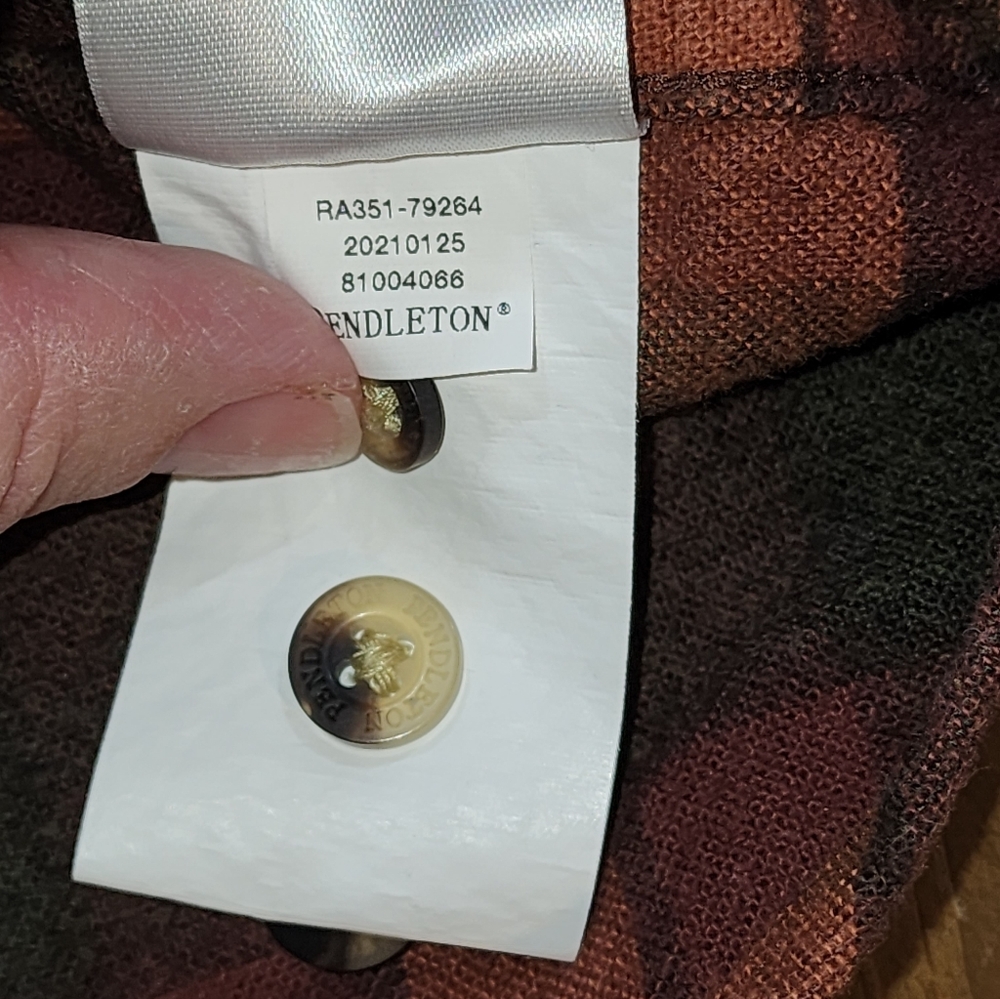 RA351-79264
20210125
81004066
PENDLETON®
PENDLETON PENDLETON